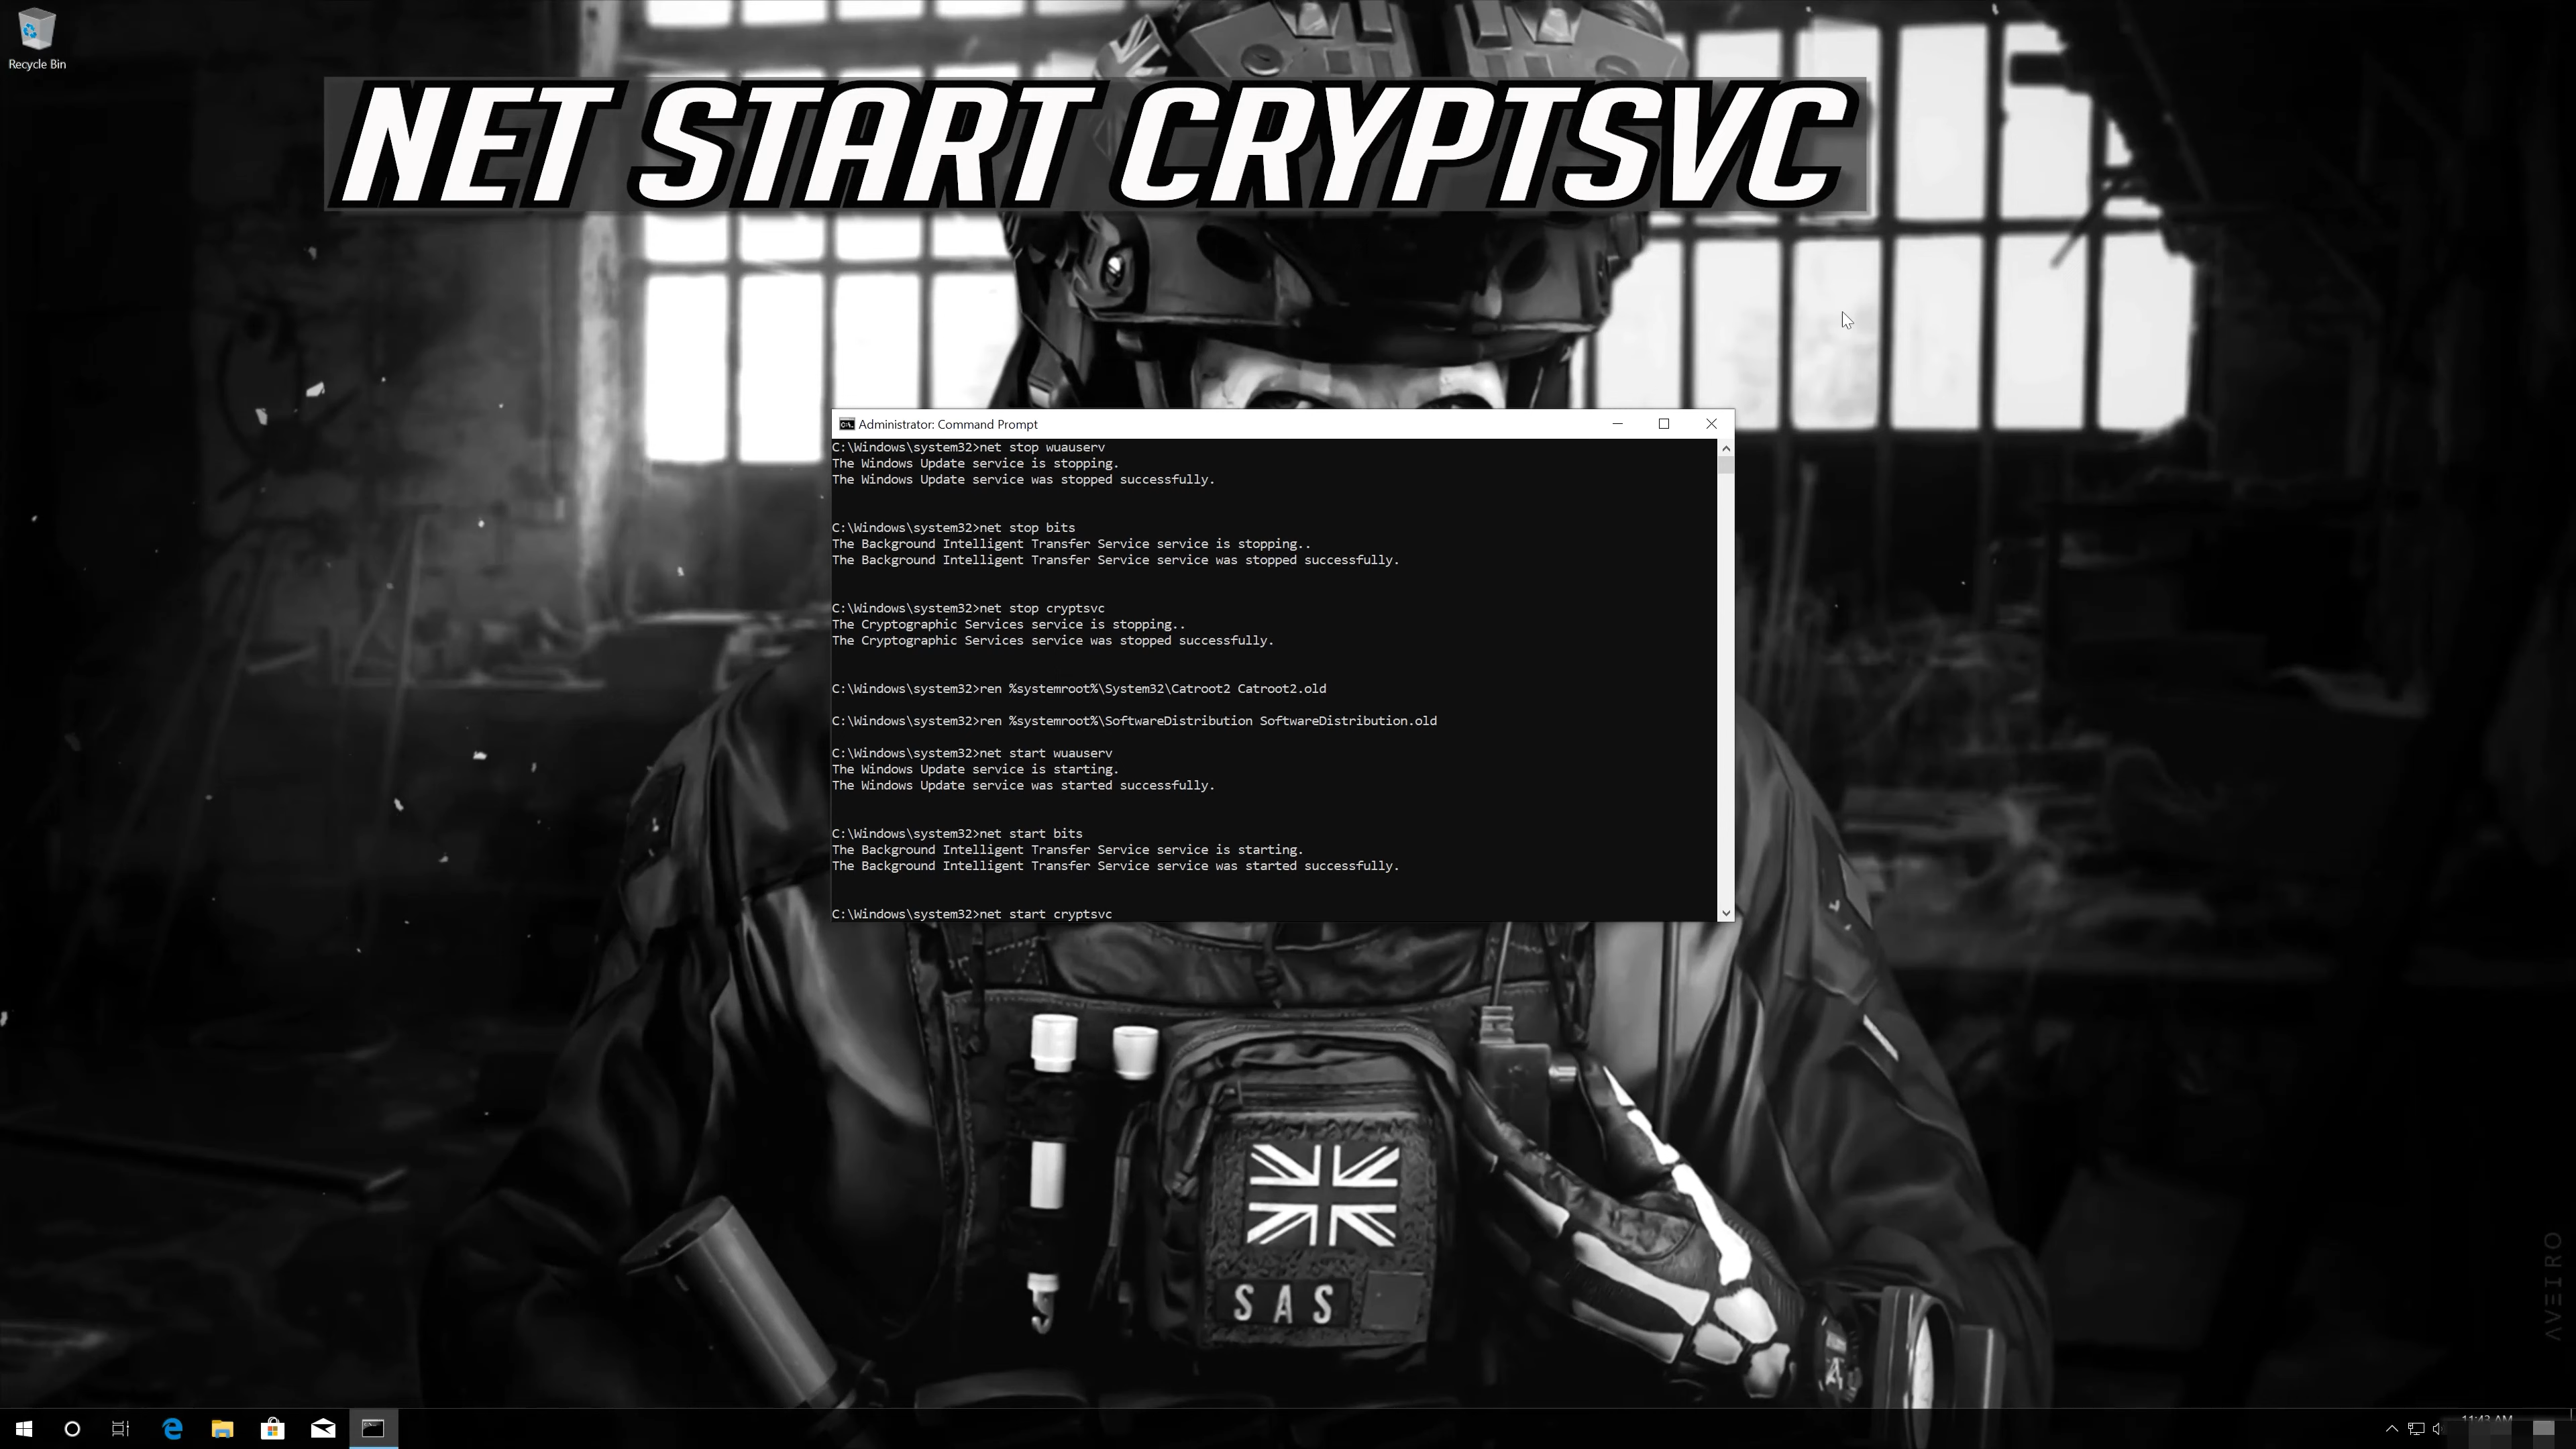 Recycle Bin
NET START CRYPTSVC
Administrator: Command Prompt
C:\Windows\system32>net stop wuauserv
The Windows Update service is stopping.
The Windows Update service was stopped successfully.
C:\Windows\system32>net stop bits
The Background Intelligent Transfer Service service is stopping..
The Background Intelligent Transfer Service service was stopped successfully.
C:\Windows\system32>net stop cryptsvc
The Cryptographic Services service is stopping..
The Cryptographic Services service was stopped successfully.
C:\Windows\system32>ren %systemroot%\System32\Catroot2 Catroot2.old
C:\Windows\system32>ren %systemroot%\SoftwareDistribution SoftwareDistribution.old
C:\Windows\system32>net start wuauserv
The Windows Update service is starting.
The Windows Update service was started successfully.
C:\Windows\system32>net start bits
The Background Intelligent Transfer Service service is starting.
The Background Intelligent Transfer Service service was started successfully.
C:\Windows\system32>net start cryptsvc
SAS
AVEIRO